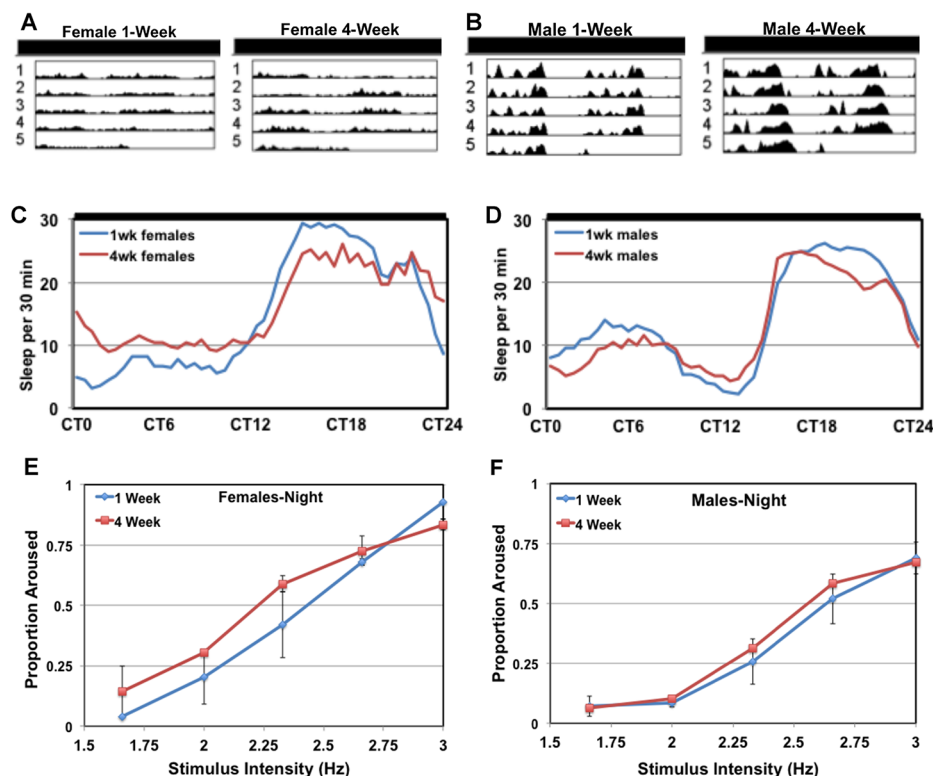 A
Female 1-Week
Female 4-Week
1
2
3
4
5
B
Male 1-Week
Male 4-Week
1
2
3
4
5
1
2
3
4
5
C
30
20
10
0
Sleep per 30 min
1wk females
4wk females
CT0
CT6
CT12
CT18
CT24
D
30
20
10
0
Sleep per 30 min
1wk males
4wk males
CT0
CT6
CT12
CT18
CT24
E
Females-Night
1 Week
4 Week
1
0.75
0.5
0.25
0
Proportion Aroused
1.5
1.75
2
2.25
2.5
2.75
3
Stimulus Intensity (Hz)
F
Males-Night
1 Week
4 Week
1
0.75
0.5
0.25
0
Proportion Aroused
1.5
1.75
2
2.25
2.5
2.75
3
Stimulus Intensity (Hz)